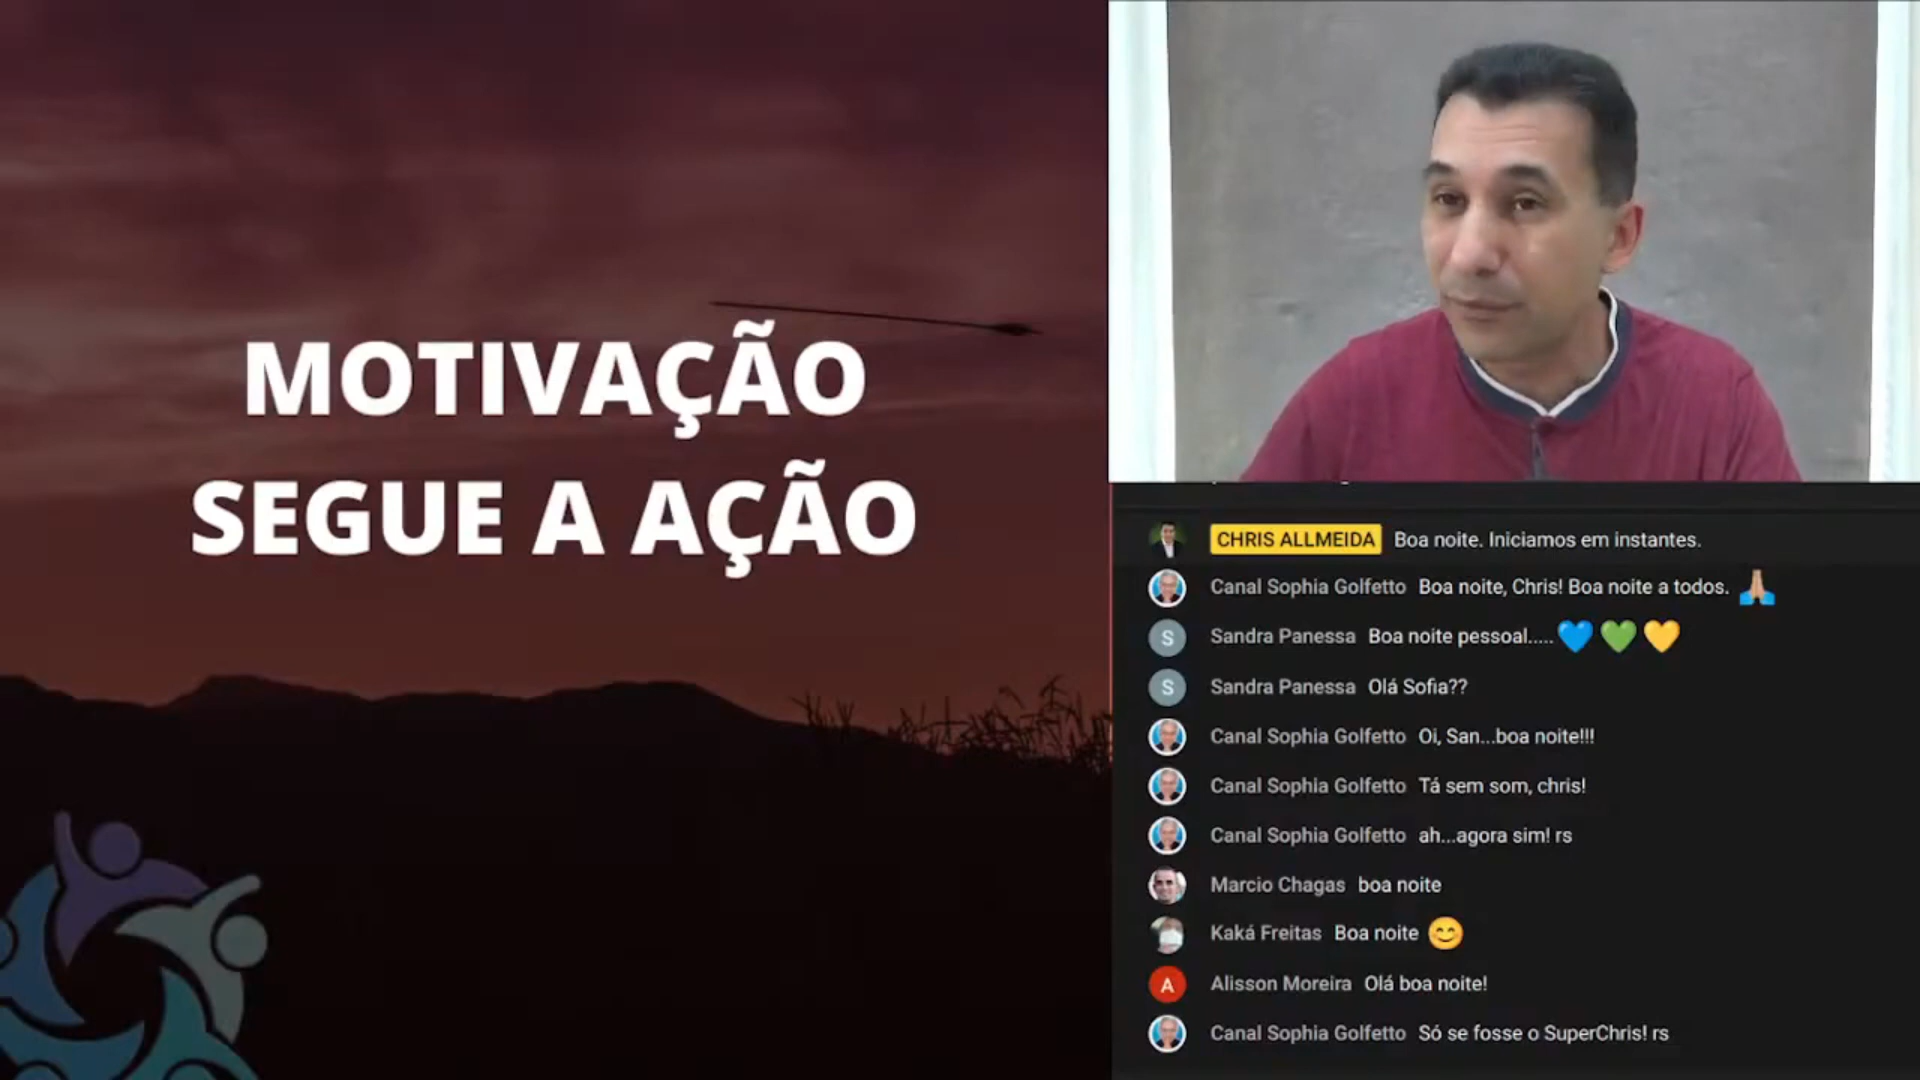 MOTIVAÇÃO
SEGUE A AÇÃO
CHRIS ALLMEIDA Boa noite. Iniciamos em instantes.
Canal Sophia Golfetto Boa noite, Chris! Boa noite a todos. 🙏
Sandra Panessa Boa noite pessoal..... 💙 💚 💛
S
Sandra Panessa Olá Sofia??
S
Canal Sophia Golfetto Oi, San...boa noite!!!
Canal Sophia Golfetto Tá sem som, chris!
Canal Sophia Golfetto ah...agora sim! rs
Marcio Chagas boa noite
Kaká Freitas Boa noite 😊
A
Alisson Moreira Olá boa noite!
Canal Sophia Golfetto Só se fosse o SuperChris! rs